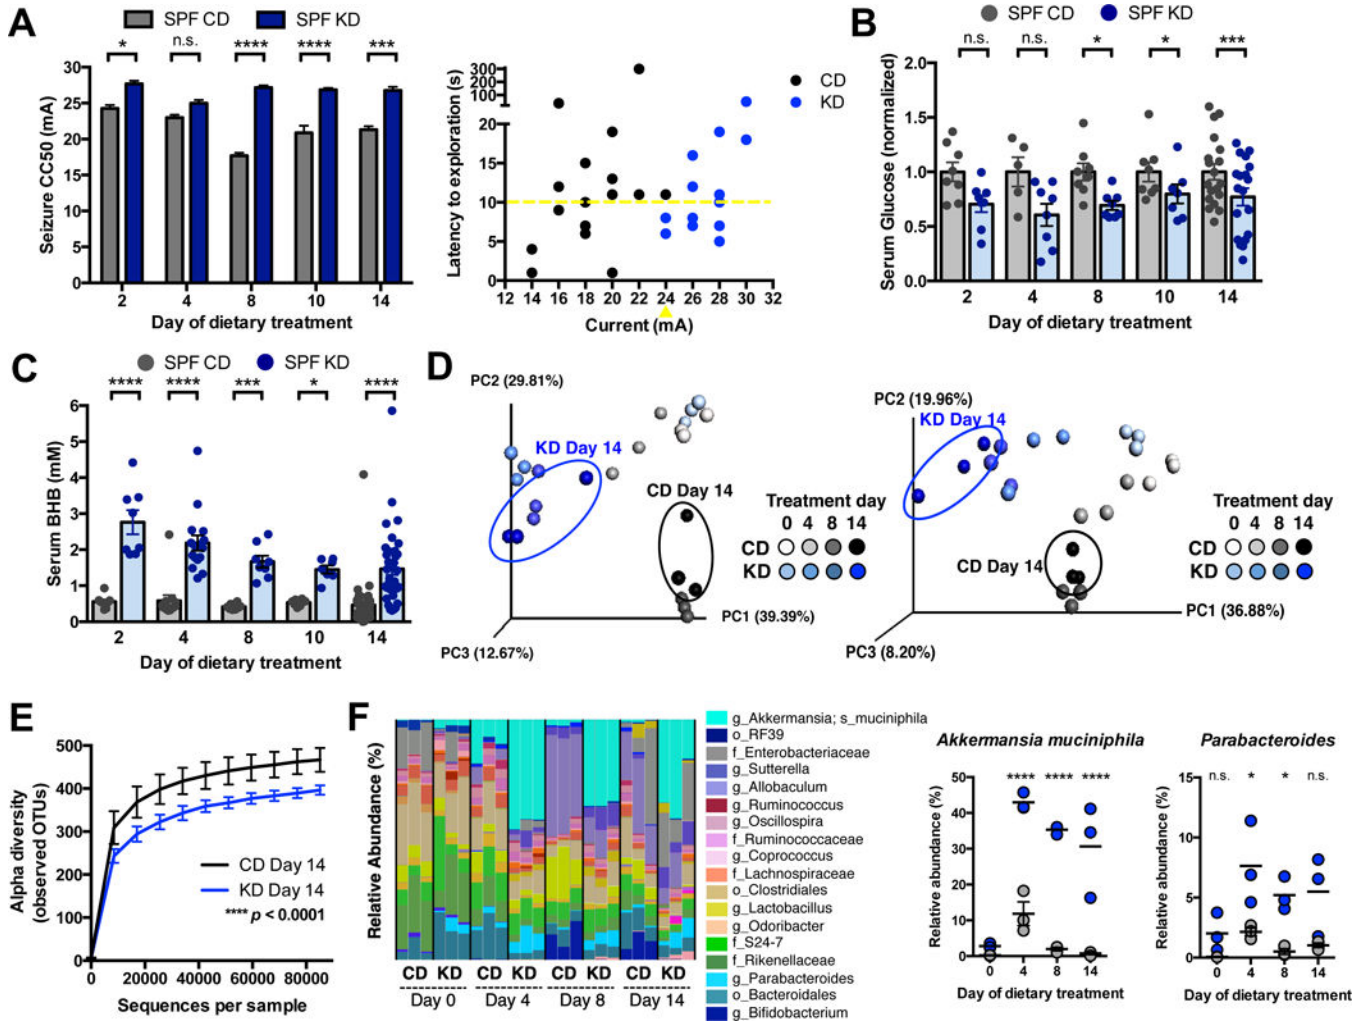 A
SPF CD SPF KD
* n.s. **** **** ***
Seizure CC50 (mA)
30
25
20
15
10
5
0
2 4 8 10 14
Day of dietary treatment
Latency to exploration (s)
300
200
100
20
15
10
5
0
12 14 16 18 20 22 24 26 28 30 32
Current (mA)
CD
KD
B
SPF CD SPF KD
n.s. n.s. * * ***
Serum Glucose (normalized)
2.0
1.5
1.0
0.5
0.0
2 4 8 10 14
Day of dietary treatment
C
SPF CD SPF KD
**** **** *** * ****
Serum BHB (mM)
6
5
4
3
2
1
0
2 4 8 10 14
Day of dietary treatment
D
PC2 (29.81%)
KD Day 14
CD Day 14
PC1 (39.39%)
PC3 (12.67%)
Treatment day
0 4 8 14
CD
KD
PC2 (19.96%)
KD Day 14
CD Day 14
PC1 (36.88%)
PC3 (8.20%)
Treatment day
0 4 8 14
CD
KD
E
Alpha diversity
(observed OTUs)
500
400
300
200
100
0
0 20000 40000 60000 80000
Sequences per sample
CD Day 14
KD Day 14
**** p < 0.0001
F
Relative Abundance (%)
CD KD CD KD CD KD CD KD
Day 0 Day 4 Day 8 Day 14
g_Akkermansia; s_muciniphila
o_RF39
f_Enterobacteriaceae
g_Sutterella
g_Allobaculum
g_Ruminococcus
g_Oscillospira
f_Ruminococcaceae
g_Coprococcus
f_Lachnospiraceae
o_Clostridiales
g_Lactobacillus
g_Odoribacter
f_S24-7
f_Rikenellaceae
g_Parabacteroides
o_Bacteroidales
g_Bifidobacterium
Akkermansia muciniphila
**** **** ****
Relative abundance (%)
50
40
30
20
10
0
0 4 8 14
Day of dietary treatment
Parabacteroides
n.s. * * n.s.
Relative abundance (%)
15
10
5
0
0 4 8 14
Day of dietary treatment